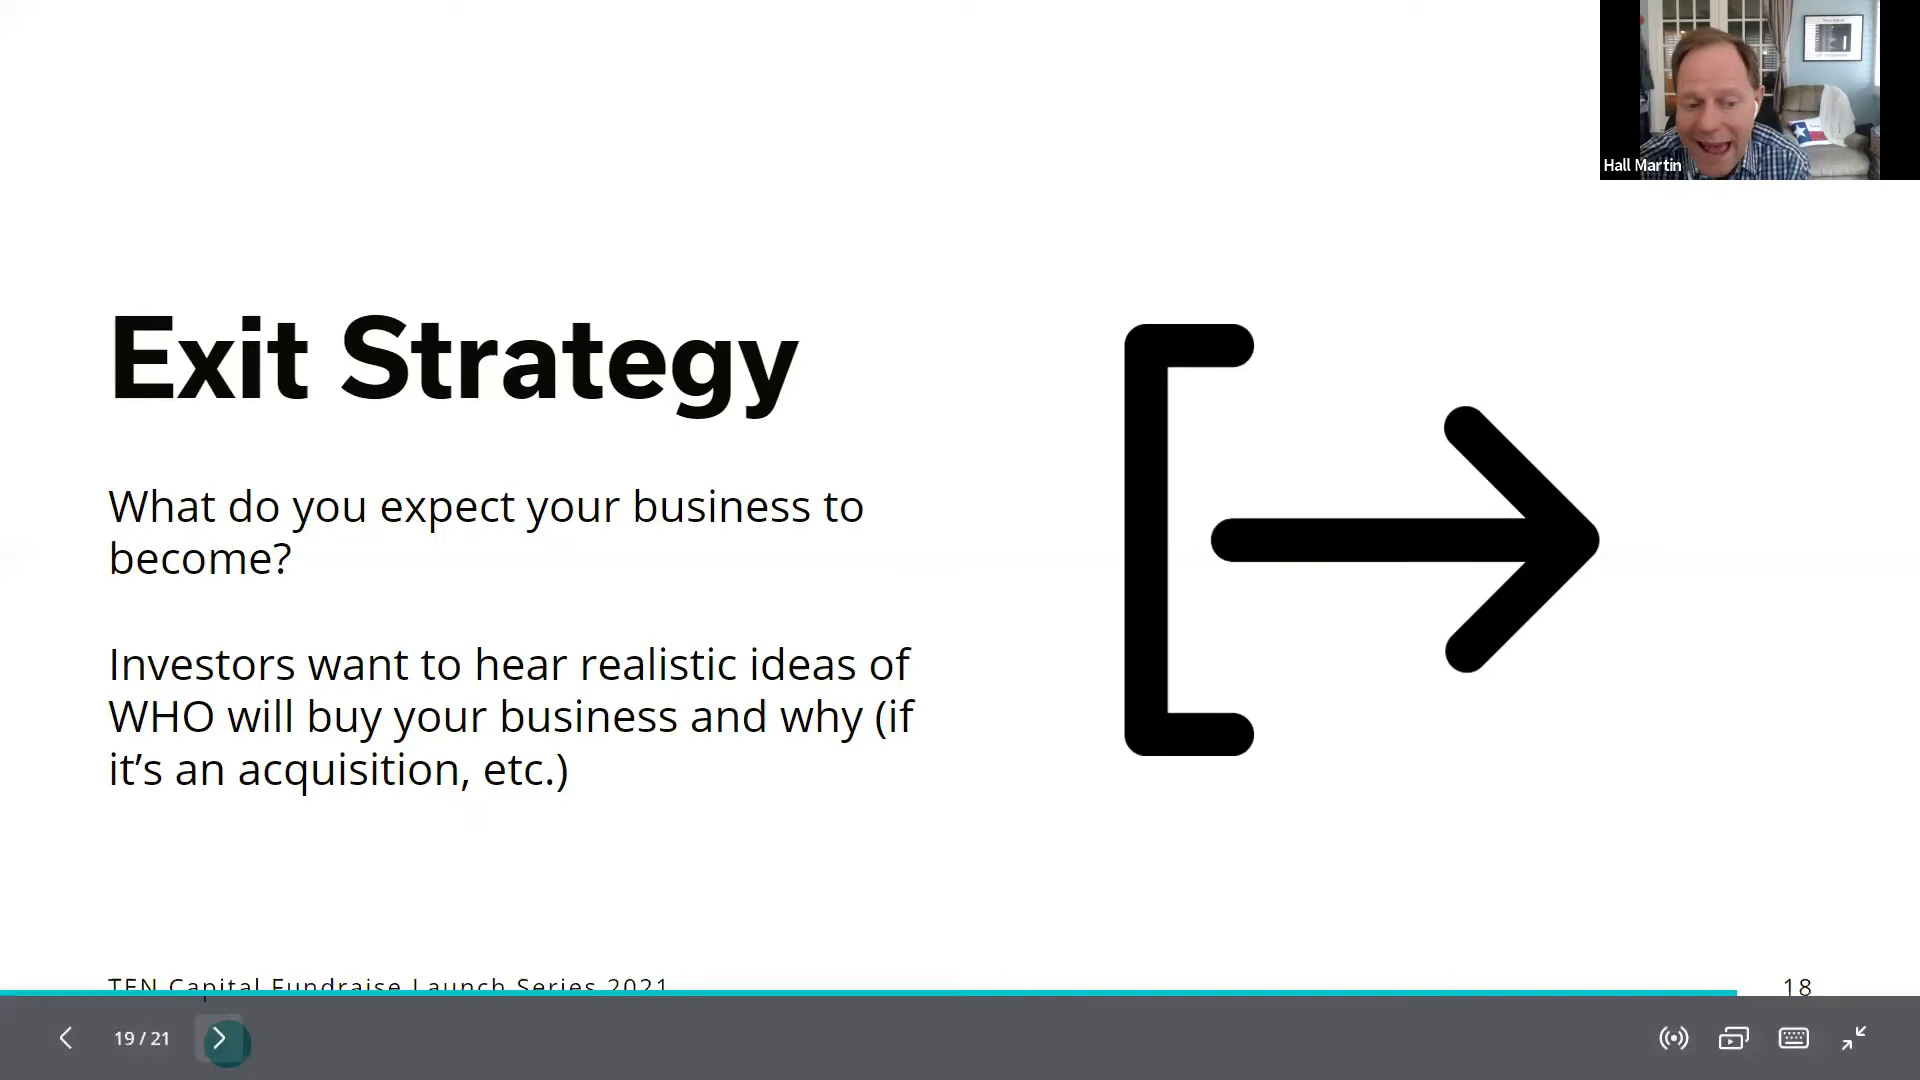 Hall Martin
Exit Strategy
What do you expect your business to
become?
Investors want to hear realistic ideas of
WHO will buy your business and why (if
it’s an acquisition, etc.)
TEN Capital Fundraise Launch Series 2021
18
19 / 21